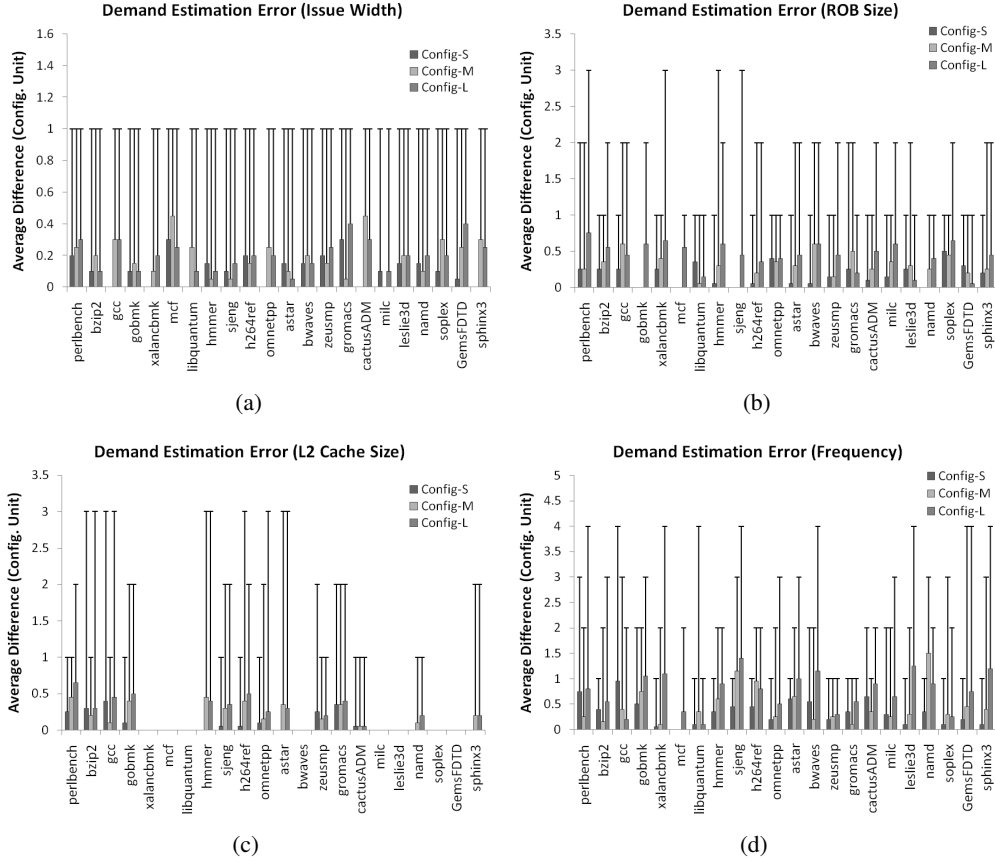 Demand Estimation Error (Issue Width)
Average Difference (Config. Unit)
1.6
1.4
1.2
1
0.8
0.6
0.4
0.2
0
Config-S
Config-M
Config-L
perlbench
bzip2
gcc
gobmk
xalancbmk
mcf
libquantum
hmmer
sjeng
h264ref
omnetpp
astar
bwaves
zeusmp
gromacs
cactusADM
milc
leslie3d
namd
soplex
GemsFDTD
sphinx3
(a)
Demand Estimation Error (ROB Size)
Average Difference (Config. Unit)
3.5
3
2.5
2
1.5
1
0.5
0
Config-S
Config-M
Config-L
perlbench
bzip2
gcc
gobmk
xalancbmk
mcf
libquantum
hmmer
sjeng
h264ref
omnetpp
astar
bwaves
zeusmp
gromacs
cactusADM
milc
leslie3d
namd
soplex
GemsFDTD
sphinx3
(b)
Demand Estimation Error (L2 Cache Size)
Average Difference (Config. Unit)
3.5
3
2.5
2
1.5
1
0.5
0
Config-S
Config-M
Config-L
perlbench
bzip2
gcc
gobmk
xalancbmk
mcf
libquantum
hmmer
sjeng
h264ref
omnetpp
astar
bwaves
zeusmp
gromacs
cactusADM
milc
leslie3d
namd
soplex
GemsFDTD
sphinx3
(c)
Demand Estimation Error (Frequency)
Average Difference (Config. Unit)
5
4.5
4
3.5
3
2.5
2
1.5
1
0.5
0
Config-S
Config-M
Config-L
perlbench
bzip2
gcc
gobmk
xalancbmk
mcf
libquantum
hmmer
sjeng
h264ref
omnetpp
astar
bwaves
zeusmp
gromacs
cactusADM
milc
leslie3d
namd
soplex
GemsFDTD
sphinx3
(d)